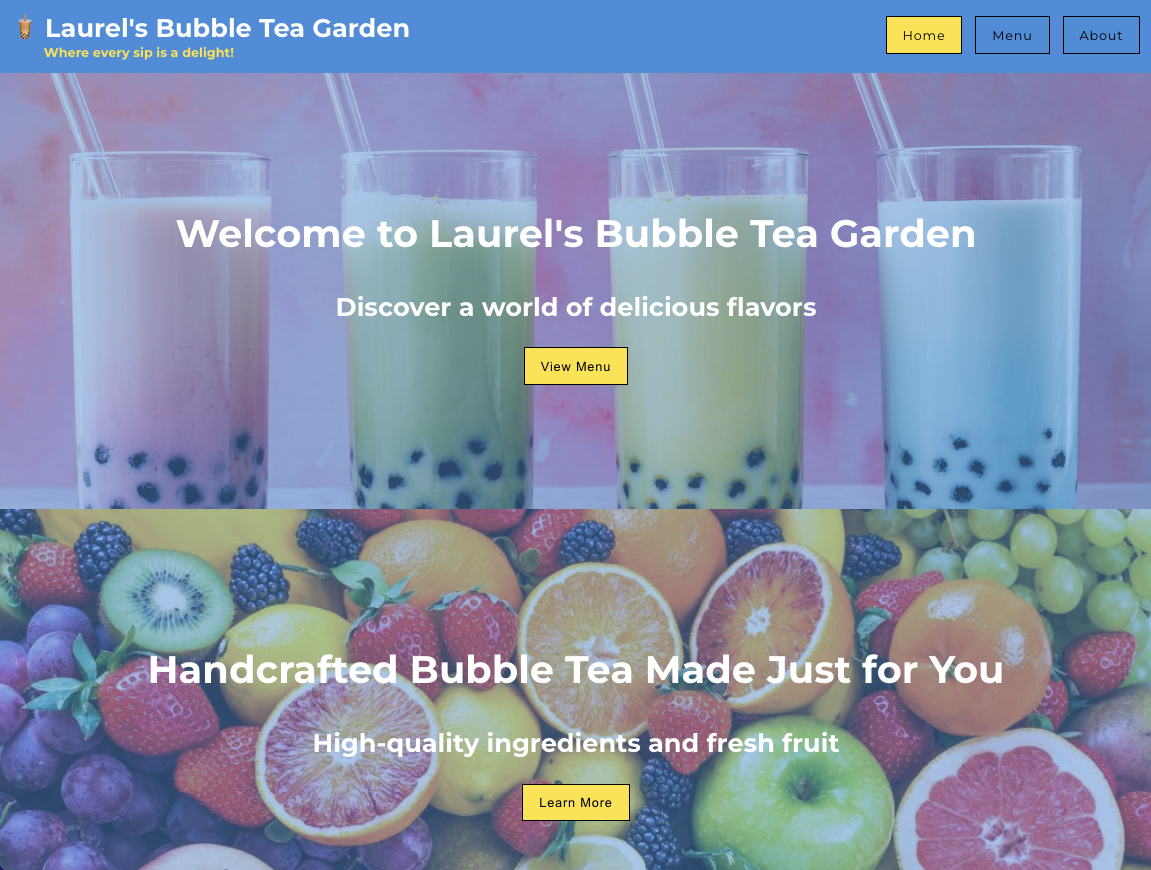 Laurel's Bubble Tea Garden
Where every sip is a delight!
Home
Menu
About
Welcome to Laurel's Bubble Tea Garden
Discover a world of delicious flavors
View Menu
Handcrafted Bubble Tea Made Just for You
High-quality ingredients and fresh fruit
Learn More